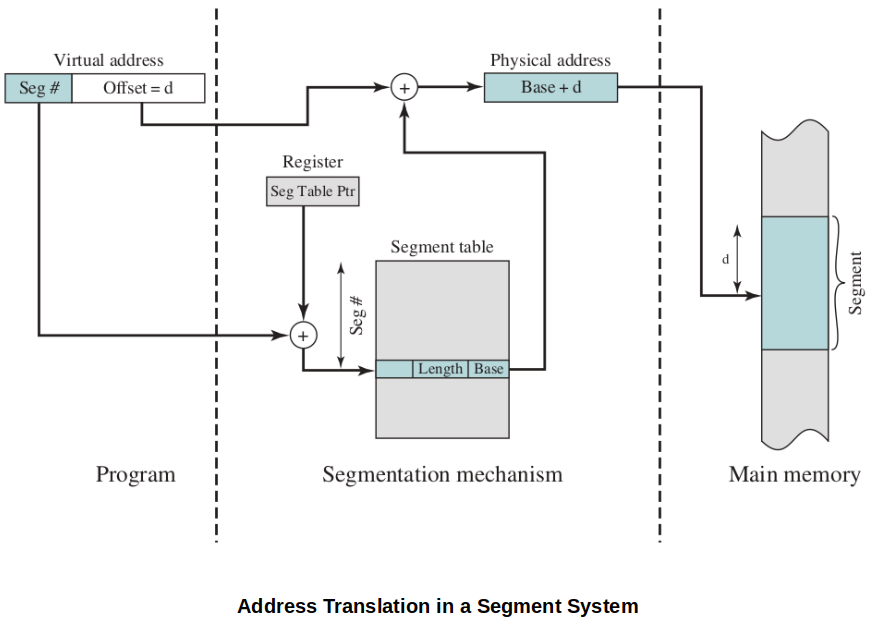 Virtual address
Seg #
Offset = d
Physical address
Base + d
+
Register
Seg Table Ptr
Segment table
Seg #
+
Length
Base
d
Segment
Program
Segmentation mechanism
Main memory
Address Translation in a Segment System